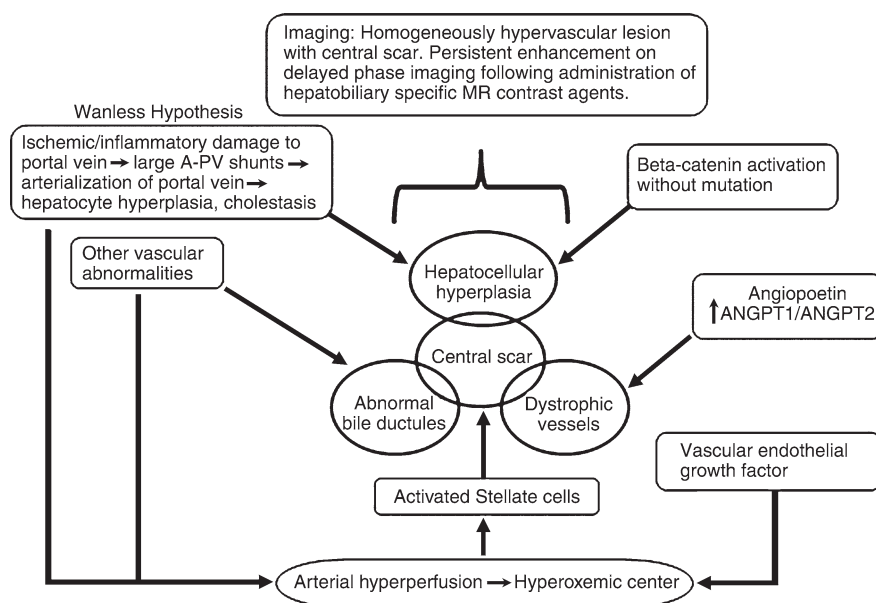 Imaging: Homogeneously hypervascular lesion
with central scar. Persistent enhancement on
delayed phase imaging following administration of
hepatobiliary specific MR contrast agents.
Wanless Hypothesis
Ischemic/inflammatory damage to
portal vein → large A-PV shunts →
arterialization of portal vein →
hepatocyte hyperplasia, cholestasis
Beta-catenin activation
without mutation
Other vascular
abnormalities
Hepatocellular
hyperplasia
Angiopoetin
↑ ANGPT1/ANGPT2
Central scar
Abnormal
bile ductules
Dystrophic
vessels
Vascular endothelial
growth factor
Activated Stellate cells
Arterial hyperperfusion → Hyperoxemic center